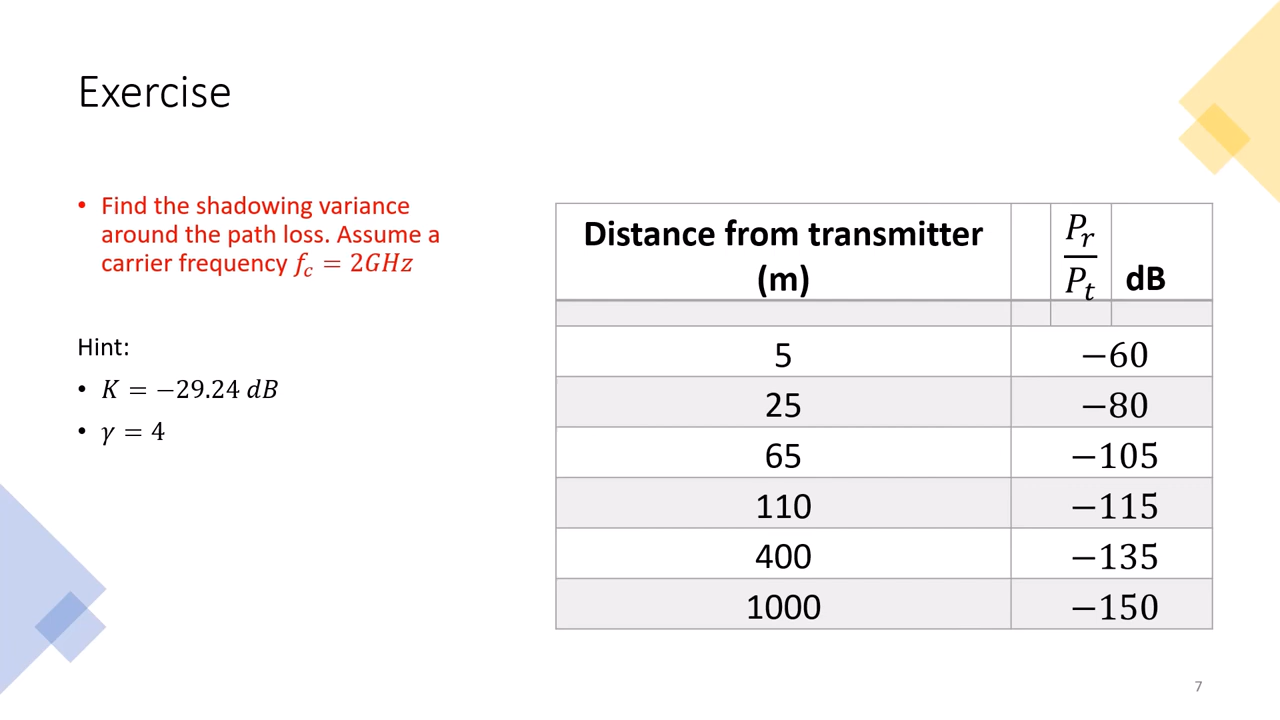 Exercise
• Find the shadowing variance
around the path loss. Assume a
carrier frequency f_c = 2GHz
Hint:
• K = −29.24 dB
• γ = 4
Distance from transmitter
(m)
P_r/P_t dB
5 −60
25 −80
65 −105
110 −115
400 −135
1000 −150
7